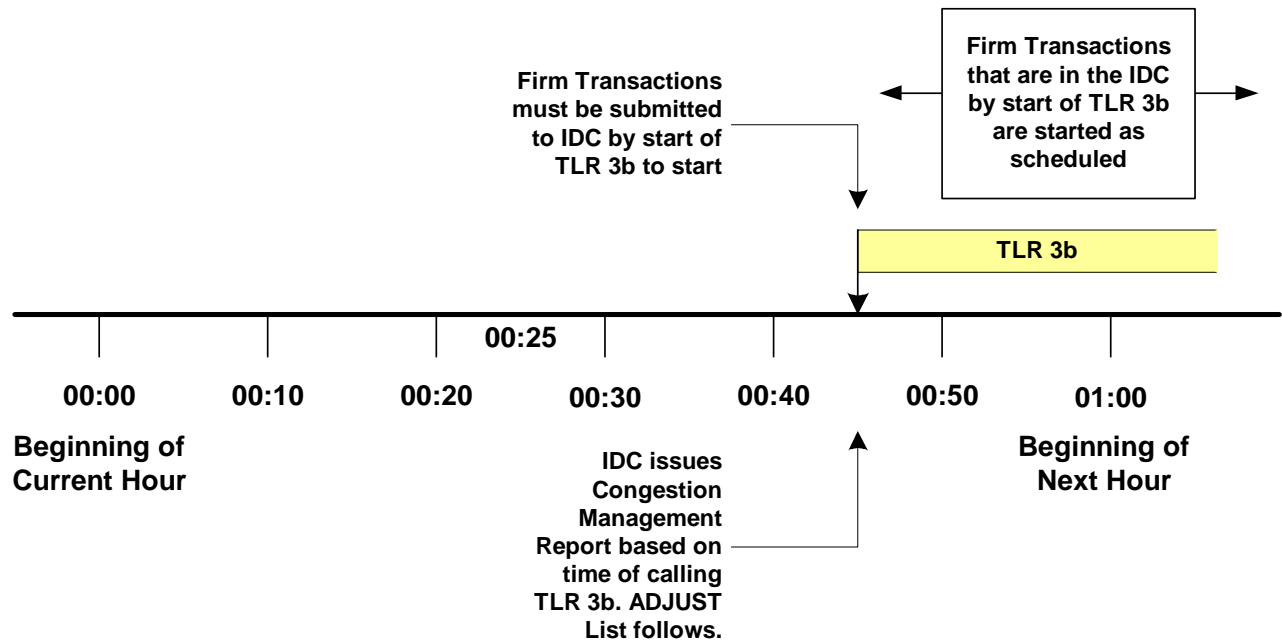 Firm Transactions
must be submitted
to IDC by start of
TLR 3b to start
Firm Transactions
that are in the IDC
by start of TLR 3b
are started as
scheduled
TLR 3b
00:25
00:00
00:10
00:20
00:30
00:40
00:50
01:00
Beginning of
Current Hour
Beginning of
Next Hour
IDC issues
Congestion
Management
Report based on
time of calling
TLR 3b. ADJUST
List follows.